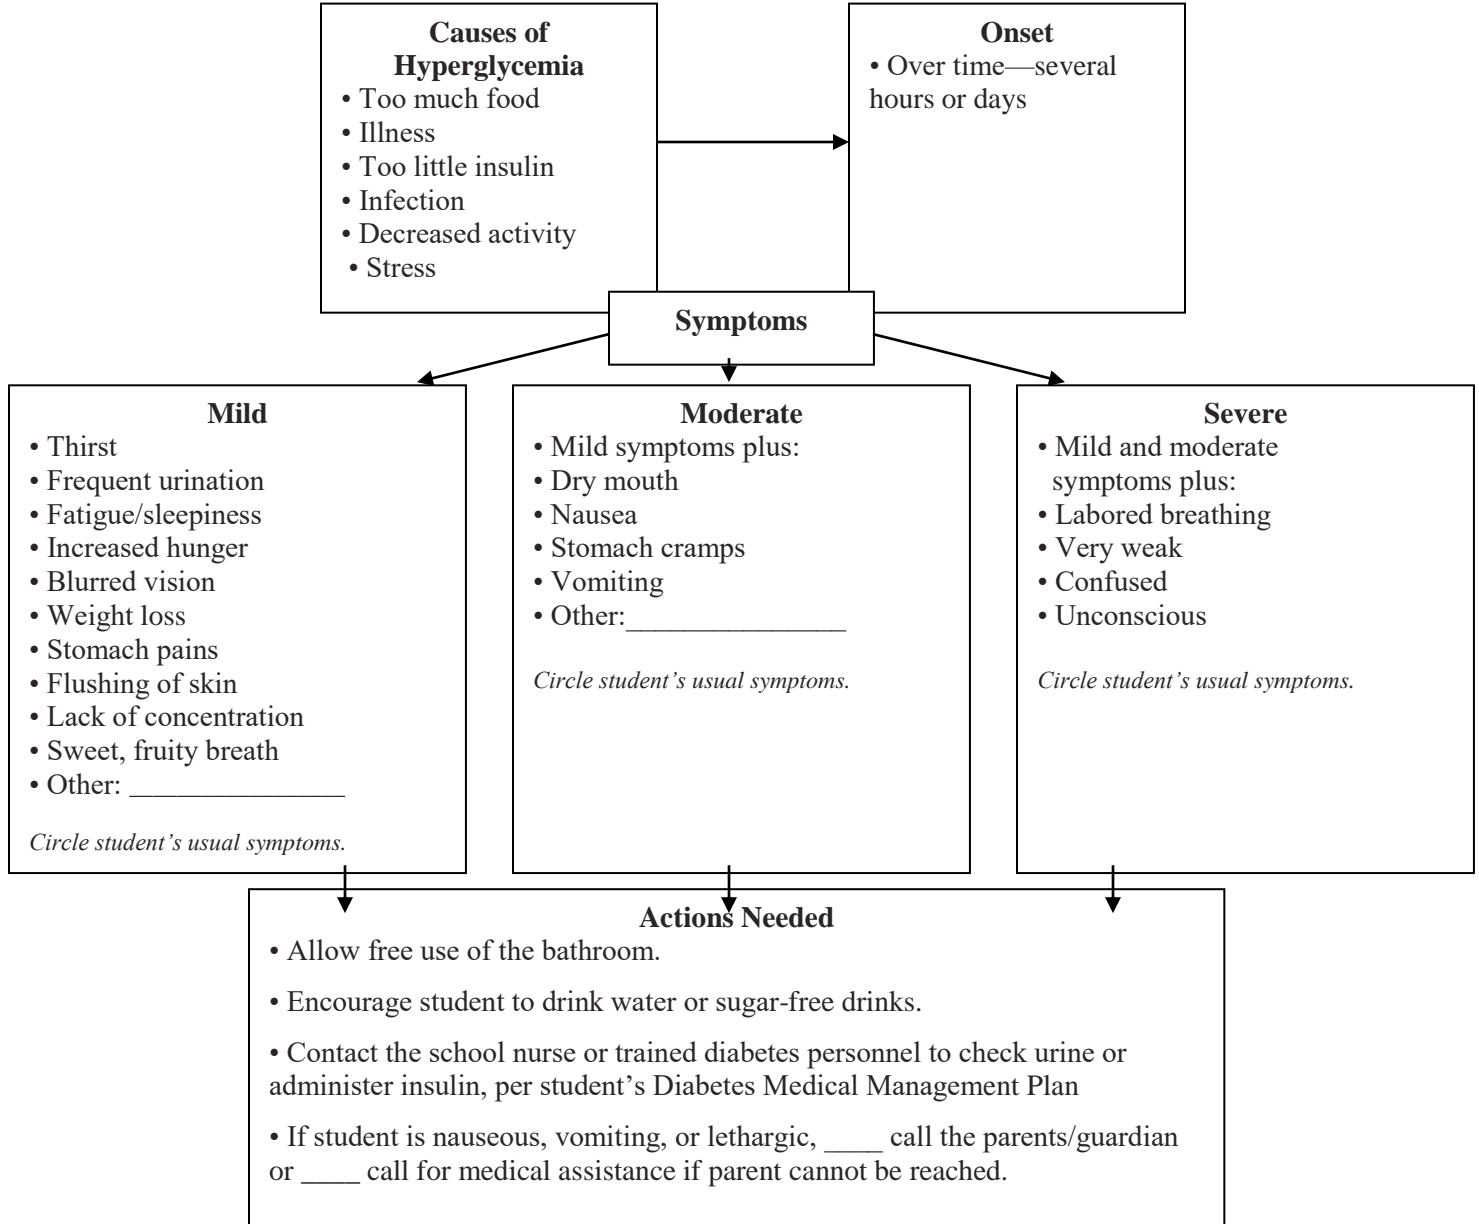 Causes of
Hyperglycemia
• Too much food
• Illness
• Too little insulin
• Infection
• Decreased activity
• Stress
Onset
• Over time—several
hours or days
Symptoms
Mild
• Thirst
• Frequent urination
• Fatigue/sleepiness
• Increased hunger
• Blurred vision
• Weight loss
• Stomach pains
• Flushing of skin
• Lack of concentration
• Sweet, fruity breath
• Other: _______________
Circle student’s usual symptoms.
Moderate
• Mild symptoms plus:
• Dry mouth
• Nausea
• Stomach cramps
• Vomiting
• Other:_______________
Circle student’s usual symptoms.
Severe
• Mild and moderate
symptoms plus:
• Labored breathing
• Very weak
• Confused
• Unconscious
Circle student’s usual symptoms.
Actions Needed
• Allow free use of the bathroom.
• Encourage student to drink water or sugar-free drinks.
• Contact the school nurse or trained diabetes personnel to check urine or
administer insulin, per student’s Diabetes Medical Management Plan
• If student is nauseous, vomiting, or lethargic, ____ call the parents/guardian
or ____ call for medical assistance if parent cannot be reached.